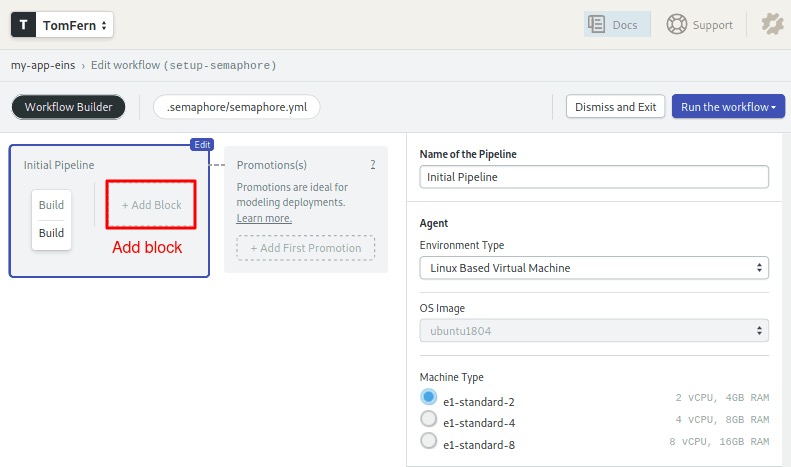 T TomFern
Docs
Support
my-app-eins › Edit workflow (setup-semaphore)
Workflow Builder
.semaphore/semaphore.yml
Dismiss and Exit
Run the workflow
Edit
Initial Pipeline
Build
Build
+ Add Block
Add block
Promotions(s) ?
Promotions are ideal for
modeling deployments.
Learn more.
+ Add First Promotion
Name of the Pipeline
Initial Pipeline
Agent
Environment Type
Linux Based Virtual Machine
OS Image
ubuntu1804
Machine Type
e1-standard-2 2 vCPU, 4GB RAM
e1-standard-4 4 vCPU, 8GB RAM
e1-standard-8 8 vCPU, 16GB RAM